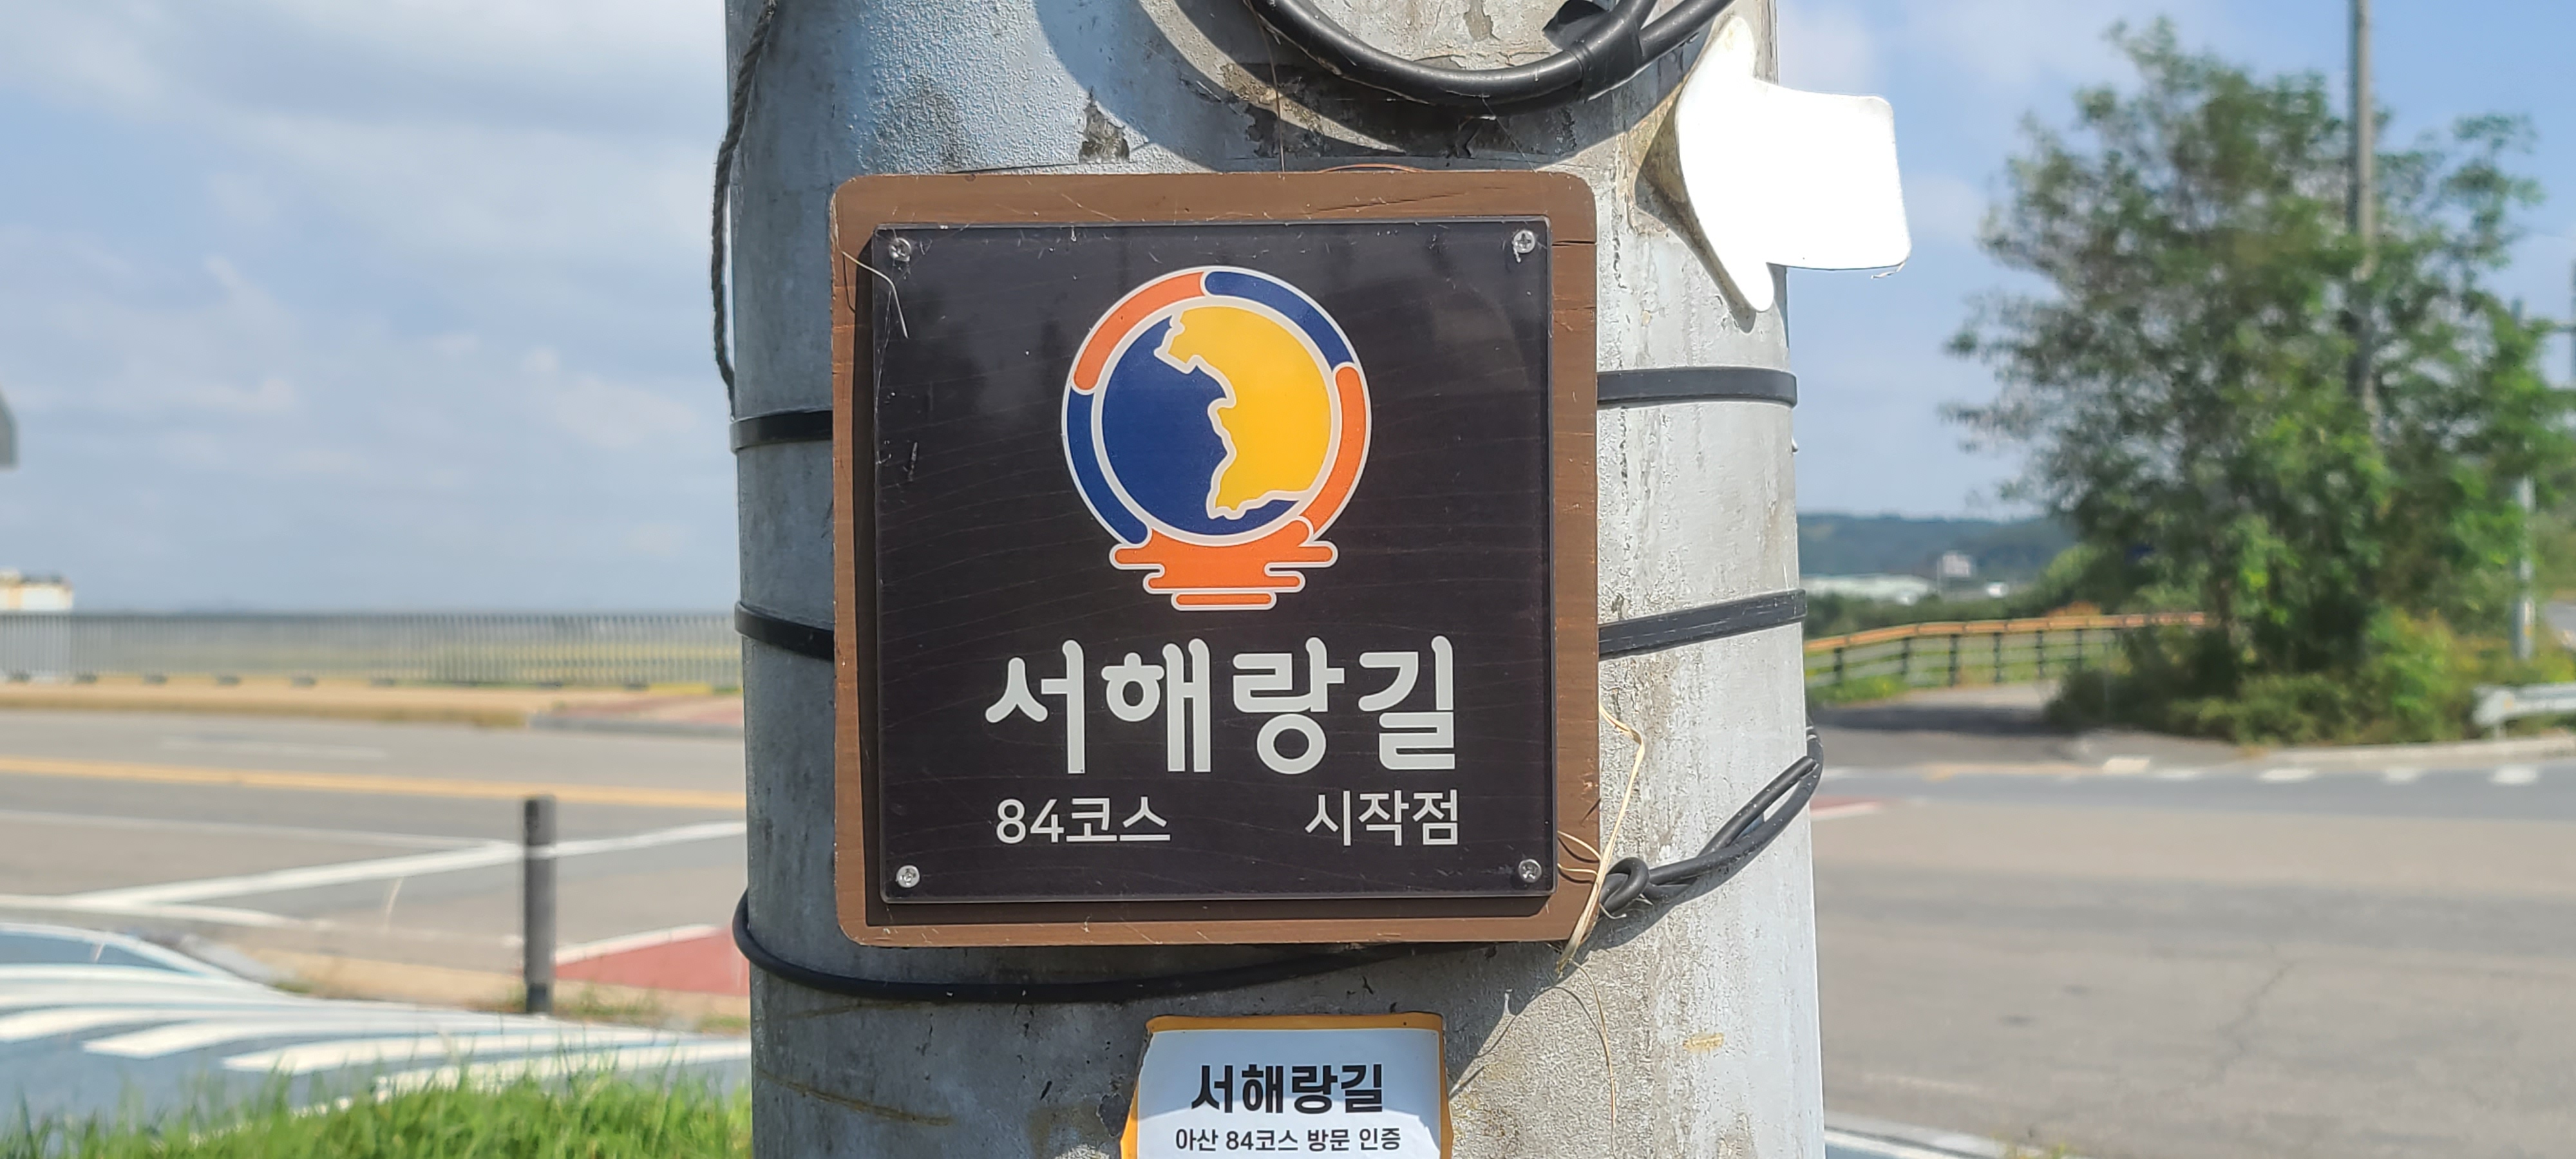 서해랑길
84코스 시작점
서해랑길
아산 84코스 방문 인증